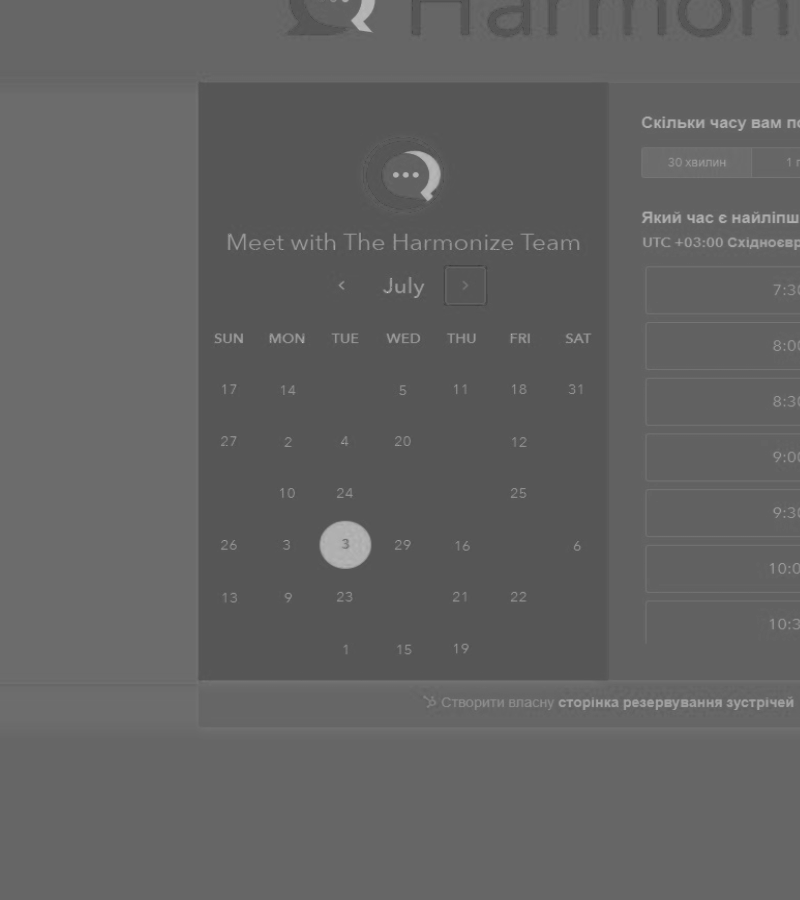 Harmon
Meet with The Harmonize Team
July
SUN MON TUE WED THU FRI SAT
17 14 5 11 18 31
27 2 4 20 12
10 24 25
26 3 3 29 16 6
13 9 23 21 22
1 15 19
Скільки часу вам по
30 хвилин 1 г
Який час є найліпш
UTC +03:00 Східноєвр
7:30
8:00
8:30
9:00
9:30
10:0
10:3
Створити власну сторінка резервування зустрічей